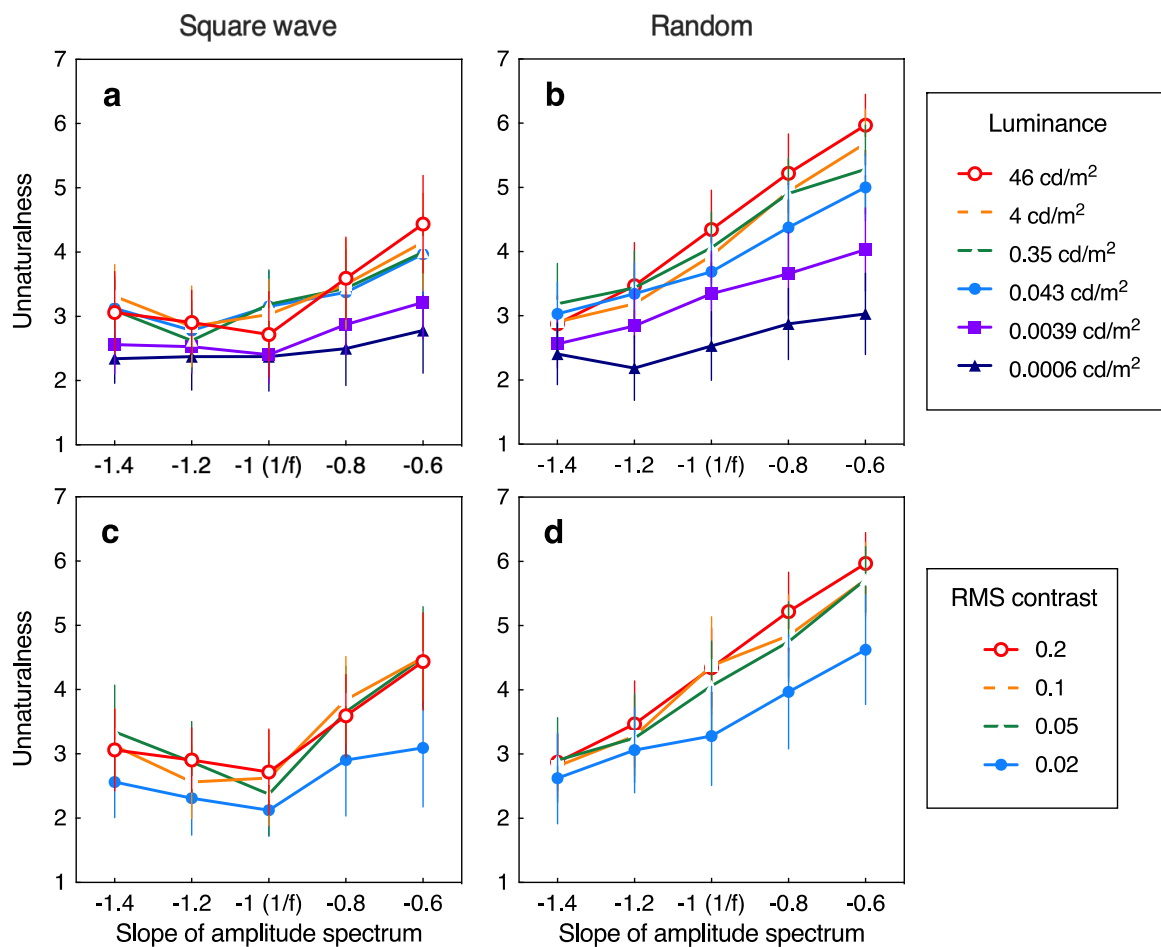 Square wave
Random
Unnaturalness
7
6
5
4
3
2
1
a
-1.4 -1.2 -1 (1/f) -0.8 -0.6
b
7
6
5
4
3
2
1
-1.4 -1.2 -1 (1/f) -0.8 -0.6
Luminance
46 cd/m²
4 cd/m²
0.35 cd/m²
0.043 cd/m²
0.0039 cd/m²
0.0006 cd/m²
Unnaturalness
7
6
5
4
3
2
1
c
-1.4 -1.2 -1 (1/f) -0.8 -0.6
Slope of amplitude spectrum
d
7
6
5
4
3
2
1
-1.4 -1.2 -1 (1/f) -0.8 -0.6
Slope of amplitude spectrum
RMS contrast
0.2
0.1
0.05
0.02